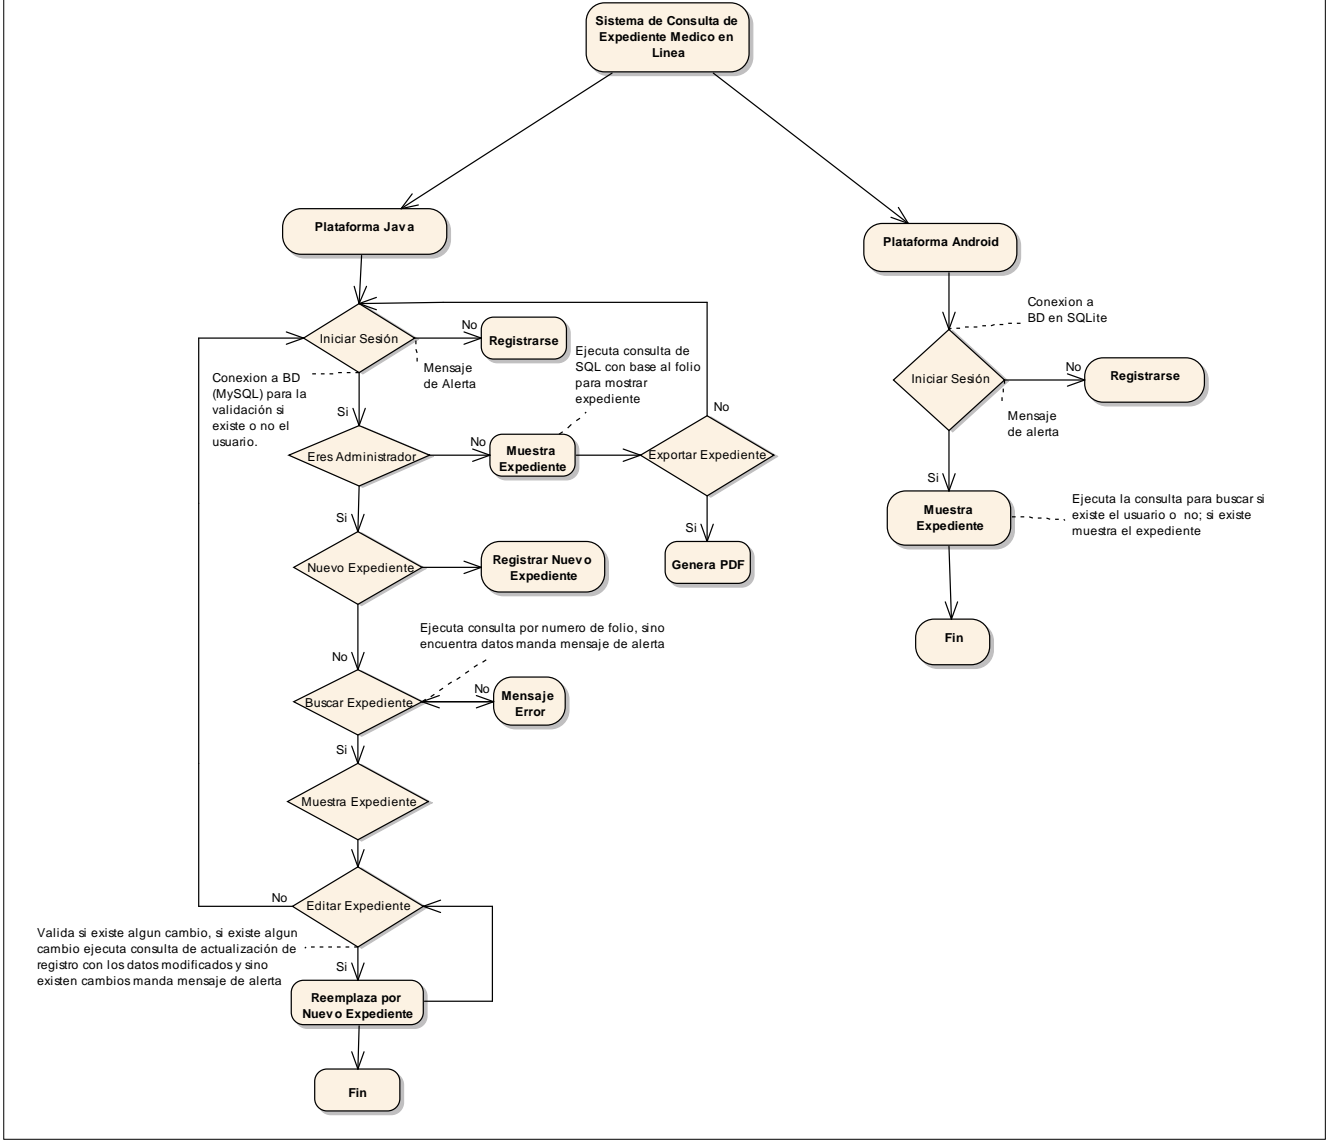 Sistema de Consulta de
Expediente Medico en
Linea
Plataforma Java
Plataforma Android
Conexion a
BD en SQLite
Iniciar Sesión
No
Registrarse
Mensaje
de Alerta
Conexion a BD
(MySQL) para la
validación si
existe o no el
usuario.
Ejecuta consulta de
SQL con base al folio
para mostrar
expediente
Iniciar Sesión
No
Registrarse
Mensaje
de alerta
Si
Eres Administrador
No
Muestra
Expediente
Exportar Expediente
No
Si
Genera PDF
Si
Muestra
Expediente
Ejecuta la consulta para buscar si
existe el usuario o no; si existe
muestra el expediente
Fin
Si
Nuevo Expediente
Registrar Nuevo
Expediente
Ejecuta consulta por numero de folio, sino
encuentra datos manda mensaje de alerta
No
Buscar Expediente
No
Mensaje
Error
Si
Muestra Expediente
No
Editar Expediente
Valida si existe algun cambio, si existe algun
cambio ejecuta consulta de actualización de
registro con los datos modificados y sino
existen cambios manda mensaje de alerta
Si
Reemplaza por
Nuevo Expediente
Fin